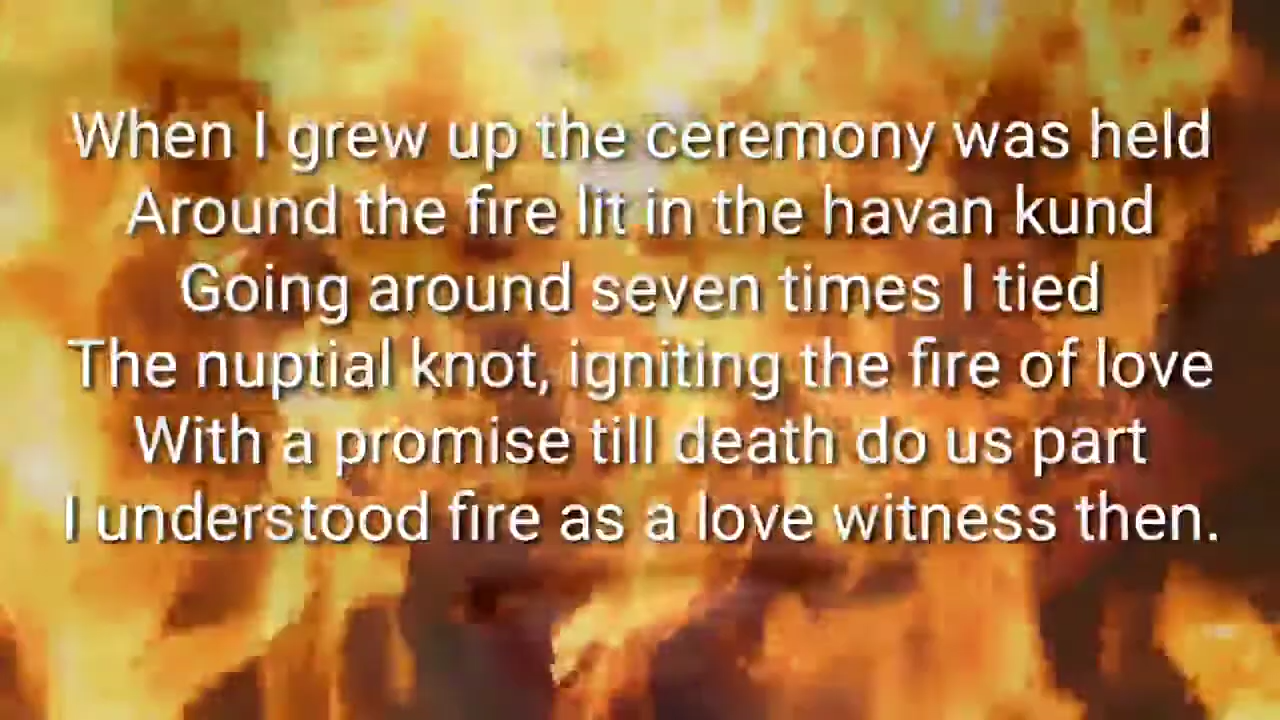 When I grew up the ceremony was held
Around the fire lit in the havan kund
Going around seven times I tied
The nuptial knot, igniting the fire of love
With a promise till death do us part
I understood fire as a love witness then.